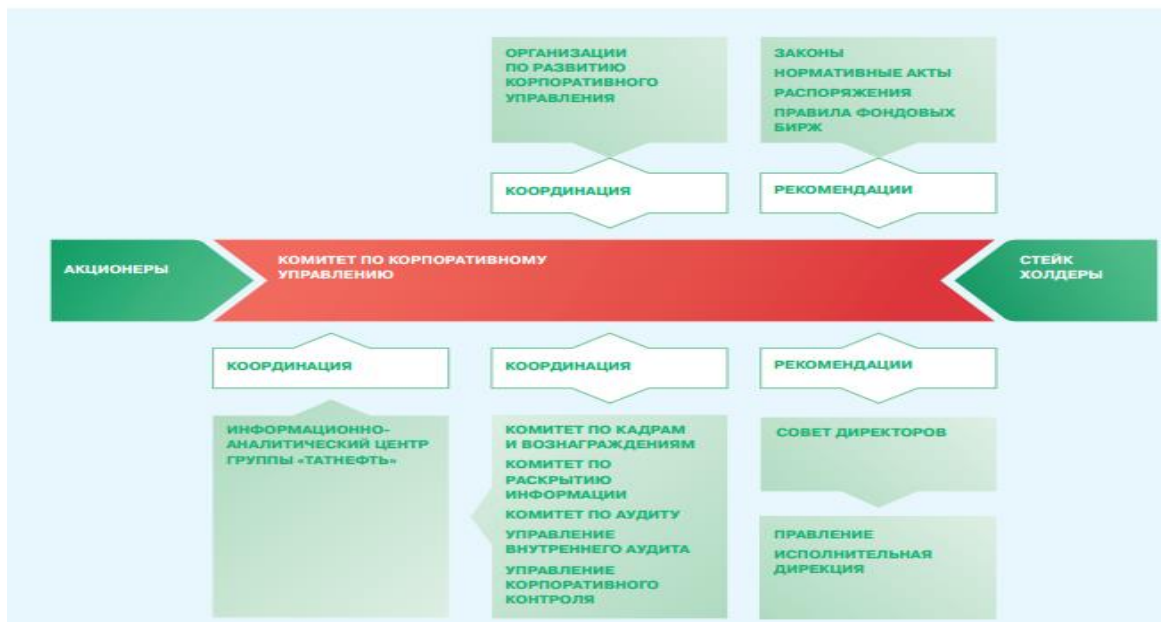 ОРГАНИЗАЦИИ
ПО РАЗВИТИЮ
КОРПОРАТИВНОГО
УПРАВЛЕНИЯ
ЗАКОНЫ
НОРМАТИВНЫЕ АКТЫ
РАСПОРЯЖЕНИЯ
ПРАВИЛА ФОНДОВЫХ
БИРЖ
КООРДИНАЦИЯ
РЕКОМЕНДАЦИИ
АКЦИОНЕРЫ
КОМИТЕТ ПО КОРПОРАТИВНОМУ
УПРАВЛЕНИЮ
СТЕЙК
ХОЛДЕРЫ
КООРДИНАЦИЯ
КООРДИНАЦИЯ
РЕКОМЕНДАЦИИ
ИНФОРМАЦИОННО-
АНАЛИТИЧЕСКИЙ ЦЕНТР
ГРУППЫ «ТАТНЕФТЬ»
КОМИТЕТ ПО КАДРАМ
И ВОЗНАГРАЖДЕНИЯМ
КОМИТЕТ ПО
РАСКРЫТИЮ
ИНФОРМАЦИИ
КОМИТЕТ ПО АУДИТУ
УПРАВЛЕНИЕ
ВНУТРЕННЕГО АУДИТА
УПРАВЛЕНИЕ
КОРПОРАТИВНОГО
КОНТРОЛЯ
СОВЕТ ДИРЕКТОРОВ
ПРАВЛЕНИЕ
ИСПОЛНИТЕЛЬНАЯ
ДИРЕКЦИЯ